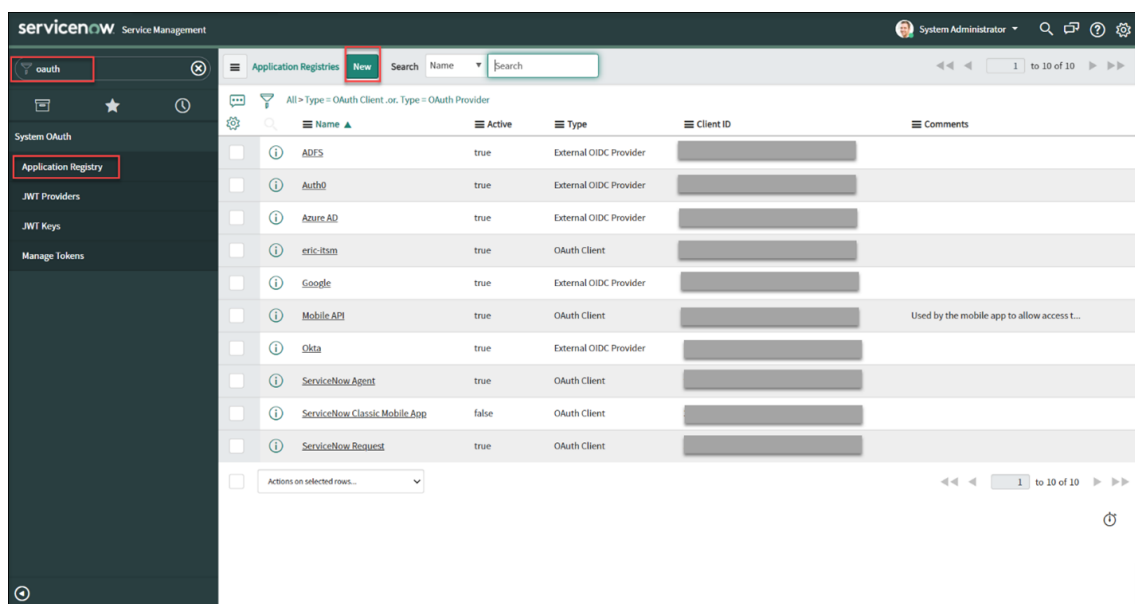 servicenow Service Management
System Administrator
oauth
Application Registries New Search Name Search
1 to 10 of 10
All > Type = OAuth Client .or. Type = OAuth Provider
System OAuth
Name Active Type Client ID Comments
Application Registry
ADFS true External OIDC Provider
JWT Providers
Auth0 true External OIDC Provider
JWT Keys
Azure AD true External OIDC Provider
Manage Tokens
eric-itsm true OAuth Client
Google true External OIDC Provider
Mobile API true OAuth Client Used by the mobile app to allow access t...
Okta true External OIDC Provider
ServiceNow Agent true OAuth Client
ServiceNow Classic Mobile App false OAuth Client
ServiceNow Request true OAuth Client
Actions on selected rows...
1 to 10 of 10